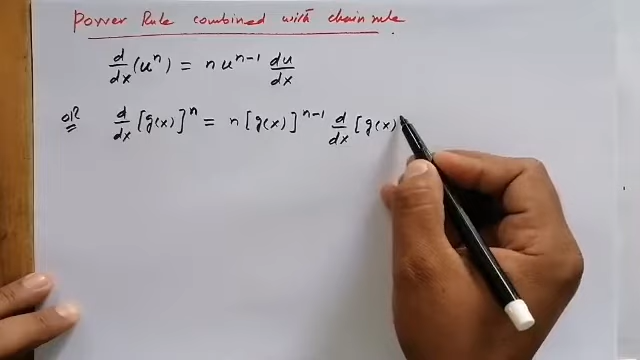 Power Rule combined with chain rule.
d/dx (u^n) = n u^{n-1} du/dx
OR d/dx [g(x)]^n = n [g(x)]^{n-1} d/dx [g(x)